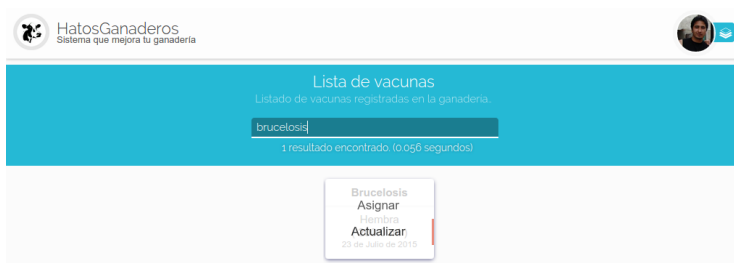 HatosGanaderos
Sistema que mejora tu ganadería
Lista de vacunas
Listado de vacunas registradas en la ganaderia.
brucelosis
1 resultado encontrado. (0.056 segundos)
Brucelosis
Asignar
Hembra
Actualizar
23 de Julio de 2015